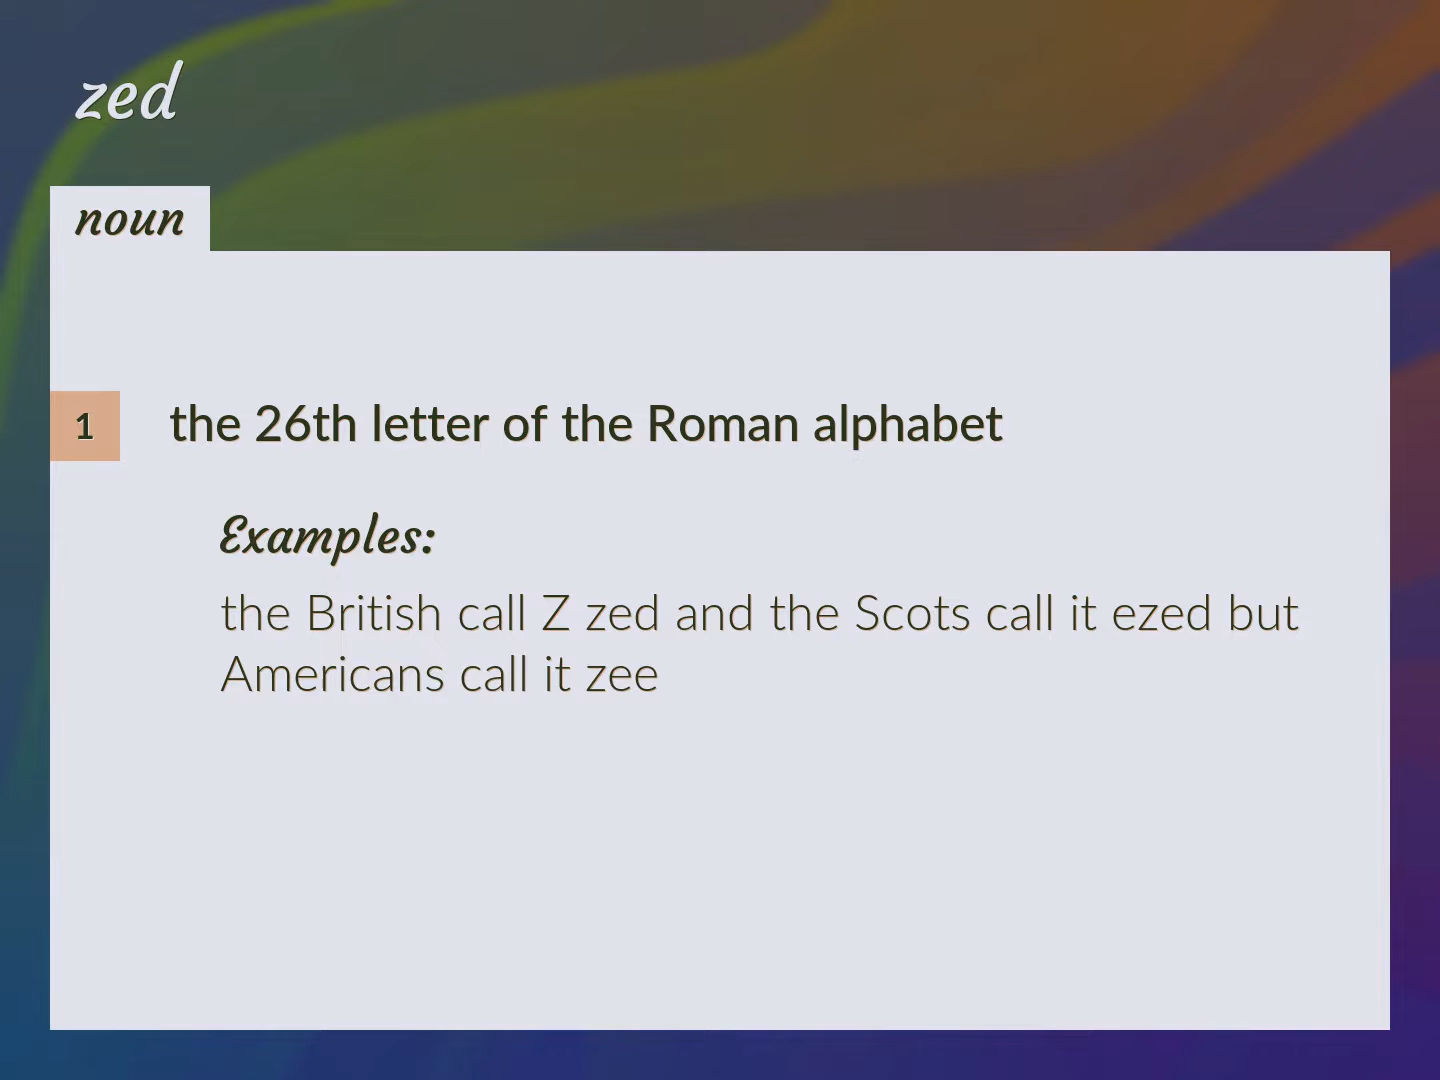 zed
noun
1
the 26th letter of the Roman alphabet
Examples:
the British call Z zed and the Scots call it ezed but
Americans call it zee